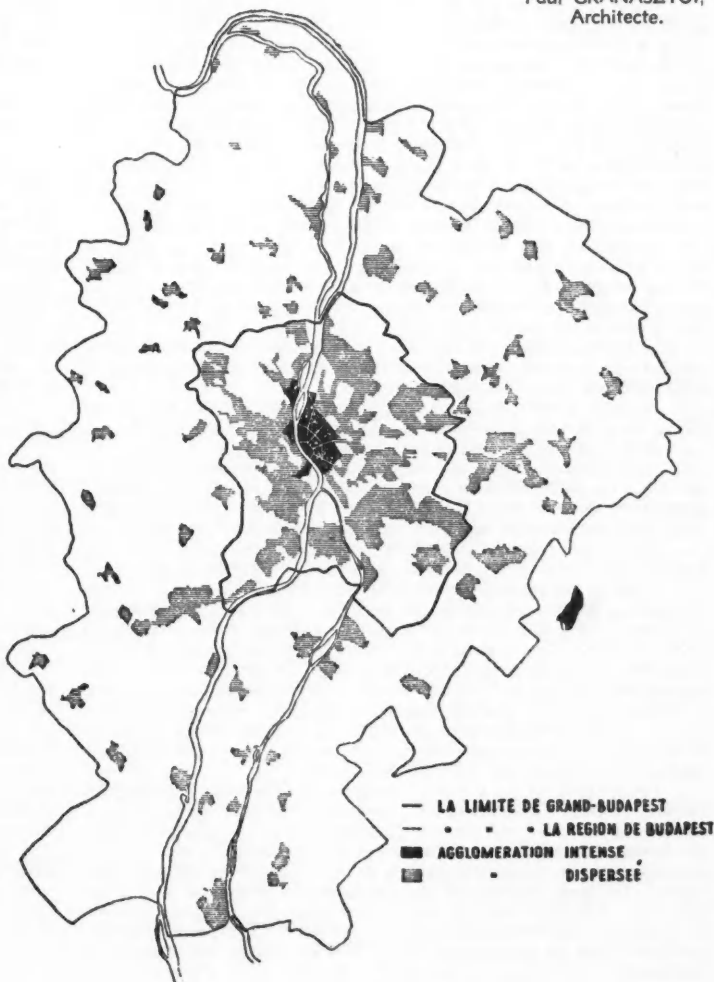 Paul GRANASZTOI,
Architecte.
— LA LIMITE DE GRAND-BUDAPEST
— " " " LA REGION DE BUDAPEST
AGGLOMERATION INTENSE
" DISPERSEÉ